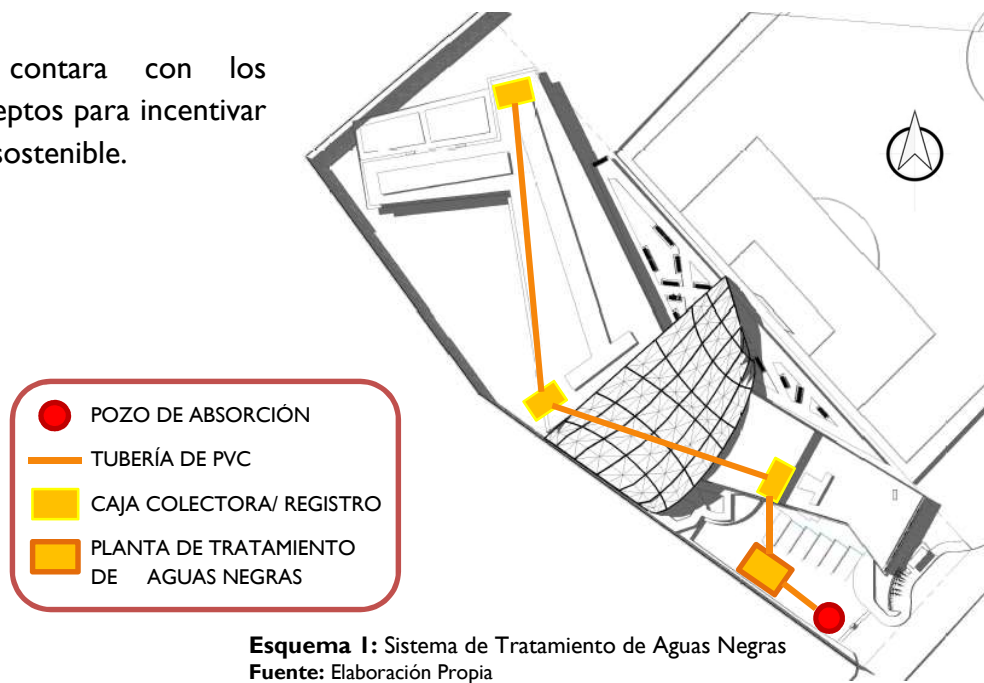 contara con los
eptos para incentivar
sostenible.
POZO DE ABSORCIÓN
TUBERÍA DE PVC
CAJA COLECTORA/ REGISTRO
PLANTA DE TRATAMIENTO
DE AGUAS NEGRAS
Esquema 1: Sistema de Tratamiento de Aguas Negras
Fuente: Elaboración Propia